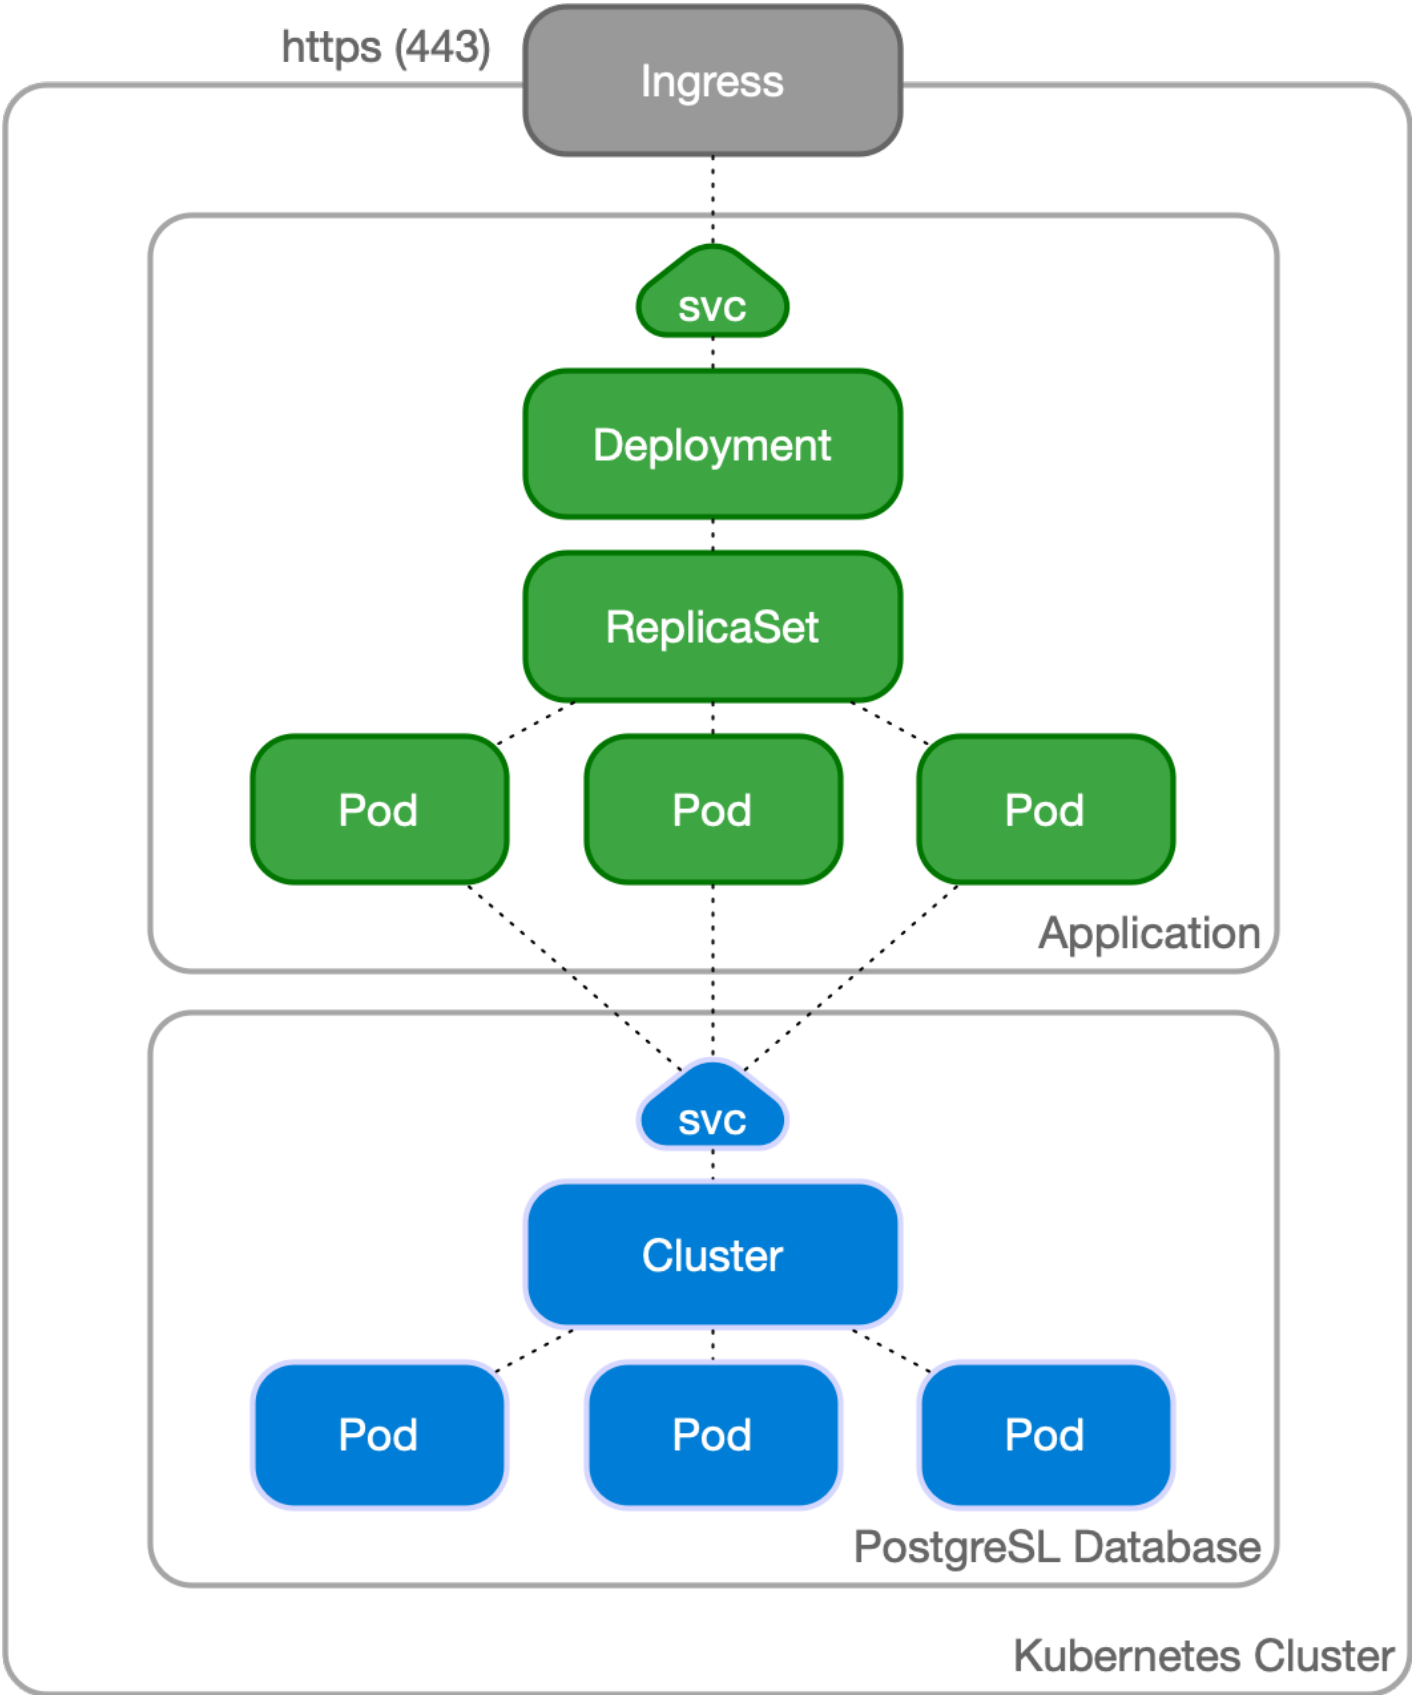 https (443)
Ingress
svc
Deployment
ReplicaSet
Pod
Pod
Pod
Application
svc
Cluster
Pod
Pod
Pod
PostgreSL Database
Kubernetes Cluster